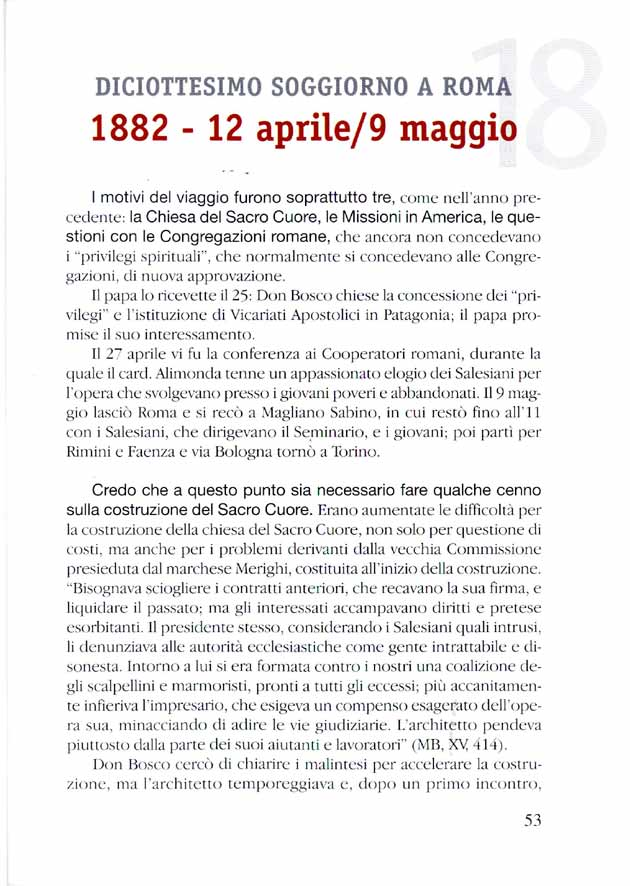 18
DICIOTTESIMO SOGGIORNO A ROMA
1882 - 12 aprile/9 maggio
I motivi del viaggio furono soprattutto tre, come nell'anno pre-
cedente: la Chiesa del Sacro Cuore, le Missioni in America, le que-
stioni con le Congregazioni romane, che ancora non concedevano
i “privilegi spirituali”, che normalmente si concedevano alle Congre-
gazioni, di nuova approvazione.
Il papa lo ricevette il 25: Don Bosco chiese la concessione dei “pri-
vilegi” e l'istituzione di Vicariati Apostolici in Patagonia; il papa pro-
mise il suo interessamento.
Il 27 aprile vi fu la conferenza ai Cooperatori romani, durante la
quale il card. Alimonda tenne un appassionato elogio dei Salesiani per
l'opera che svolgevano presso i giovani poveri e abbandonati. Il 9 mag-
gio lasciò Roma e si recò a Magliano Sabino, in cui restò fino all'11
con i Salesiani, che dirigevano il Seminario, e i giovani; poi partì per
Rimini e Faenza e via Bologna tornò a Torino.
Credo che a questo punto sia necessario fare qualche cenno
sulla costruzione del Sacro Cuore. Erano aumentate le difficoltà per
la costruzione della chiesa del Sacro Cuore, non solo per questione di
costi, ma anche per i problemi derivanti dalla vecchia Commissione
presieduta dal marchese Merighi, costituita all'inizio della costruzione.
“Bisognava sciogliere i contratti anteriori, che recavano la sua firma, e
liquidare il passato; ma gli interessati accampavano diritti e pretese
esorbitanti. Il presidente stesso, considerando i Salesiani quali intrusi,
li denunziava alle autorità ecclesiastiche come gente intrattabile e di-
sonesta. Intorno a lui si era formata contro i nostri una coalizione de-
gli scalpellini e marmoristi, pronti a tutti gli eccessi; più accanitamen-
te infieriva l'impresario, che esigeva un compenso esagerato dell'ope-
ra sua, minacciando di adire le vie giudiziarie. L'architetto pendeva
piuttosto dalla parte dei suoi aiutanti e lavoratori” (MB, XV, 414).
Don Bosco cercò di chiarire i malintesi per accelerare la costru-
zione, ma l'architetto temporeggiava e, dopo un primo incontro,
53